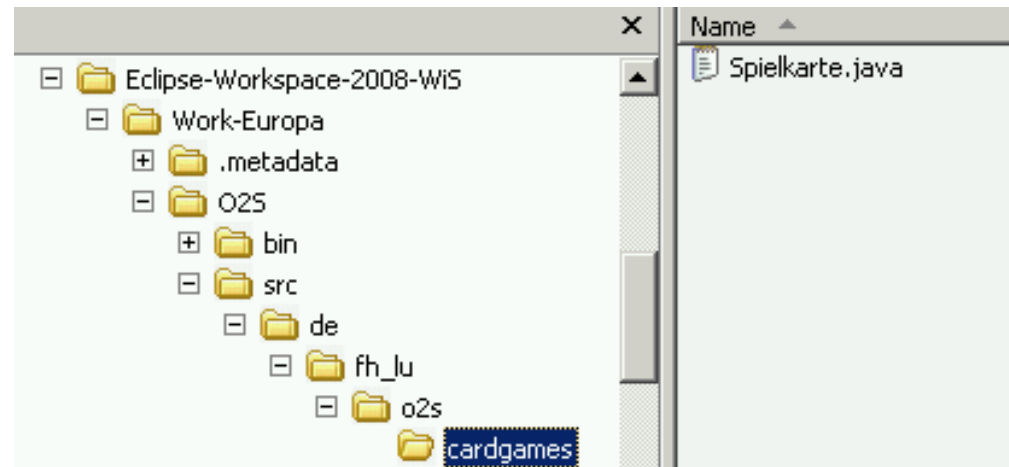 Name
Eclipse-Workspace-2008-WiS
Spielkarte.java
Work-Europa
.metadata
O2S
bin
src
de
fh_lu
o2s
cardgames